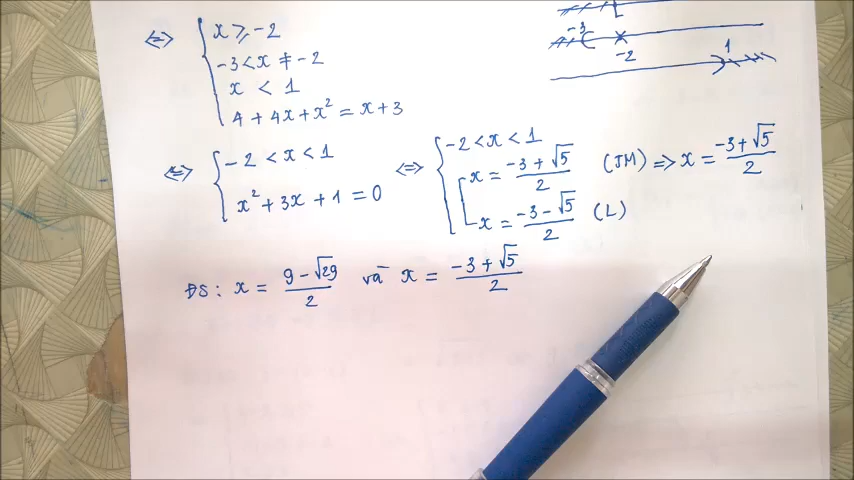 ⇔ { x ≥ -2
-3 < x ≠ -2
x < 1
4 + 4x + x² = x + 3
-3 -2 1
⇔ { -2 < x < 1
x² + 3x + 1 = 0
⇔ { -2 < x < 1
[ x = (-3 + √5)/2 (TM) ⇒ x = (-3 + √5)/2
x = (-3 - √5)/2 (L)
ĐS: x = (9 - √29)/2 và x = (-3 + √5)/2